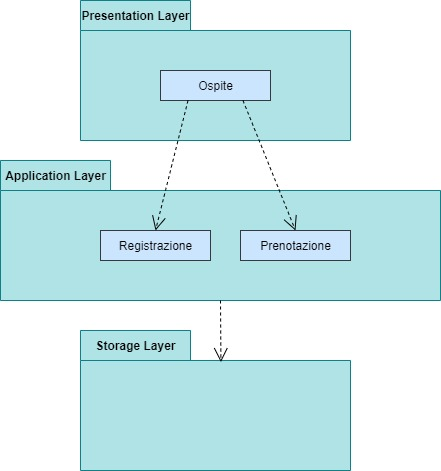 Presentation Layer
Ospite
Application Layer
Registrazione
Prenotazione
Storage Layer